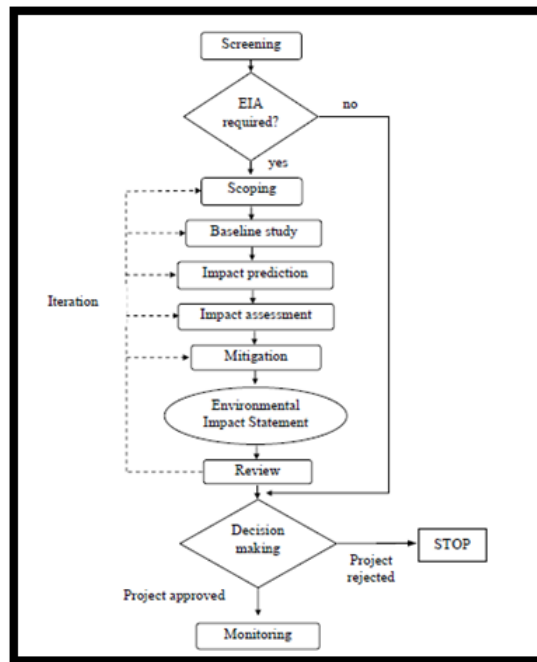 Screening
EIA
required?
no
yes
Scoping
Baseline study
Impact prediction
Iteration
Impact assessment
Mitigation
Environmental
Impact Statement
Review
Decision
making
STOP
Project
rejected
Project approved
Monitoring